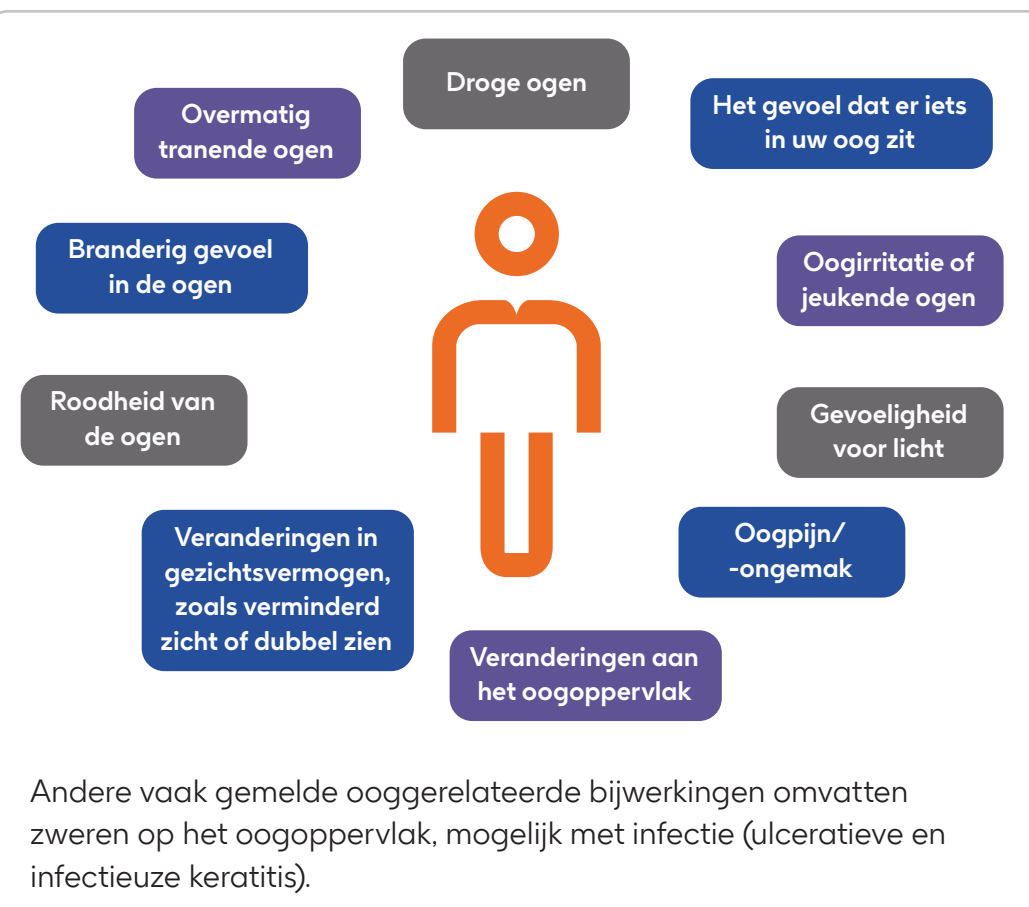 Droge ogen
Overmatig
tranende ogen
Het gevoel dat er iets
in uw oog zit
Branderig gevoel
in de ogen
Oogirritatie of
jeukende ogen
Roodheid van
de ogen
Gevoeligheid
voor licht
Veranderingen in
gezichtsvermogen,
zoals verminderd
zicht of dubbel zien
Oogpijn/
-ongemak
Veranderingen aan
het oogoppervlak
Andere vaak gemelde ooggerelateerde bijwerkingen omvatten
zweren op het oogoppervlak, mogelijk met infectie (ulceratieve en
infectieuze keratitis).